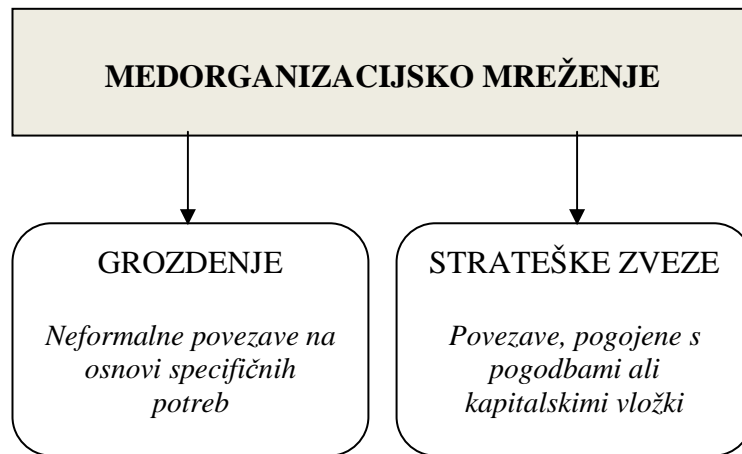 MEDORGANIZACIJSKO MREŽENJE
GROZDENJE
Neformalne povezave na
osnovi specifičnih
potreb
STRATEŠKE ZVEZE
Povezave, pogojene s
pogodbami ali
kapitalskimi vložki